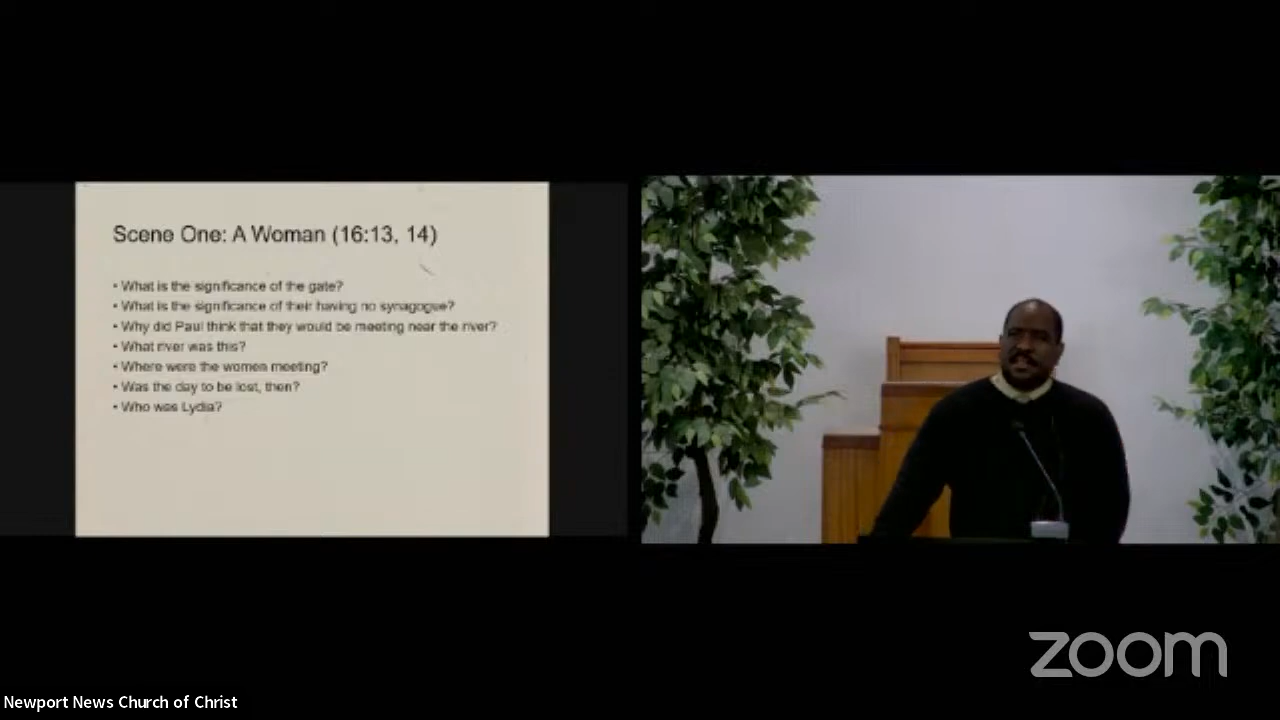 Scene One: A Woman (16:13, 14)
• What is the significance of the gate?
• What is the significance of their having no synagogue?
• Why did Paul think that they would be meeting near the river?
• What river was this?
• Where were the women meeting?
• Was the day to be lost, then?
• Who was Lydia?
zoom
Newport News Church of Christ